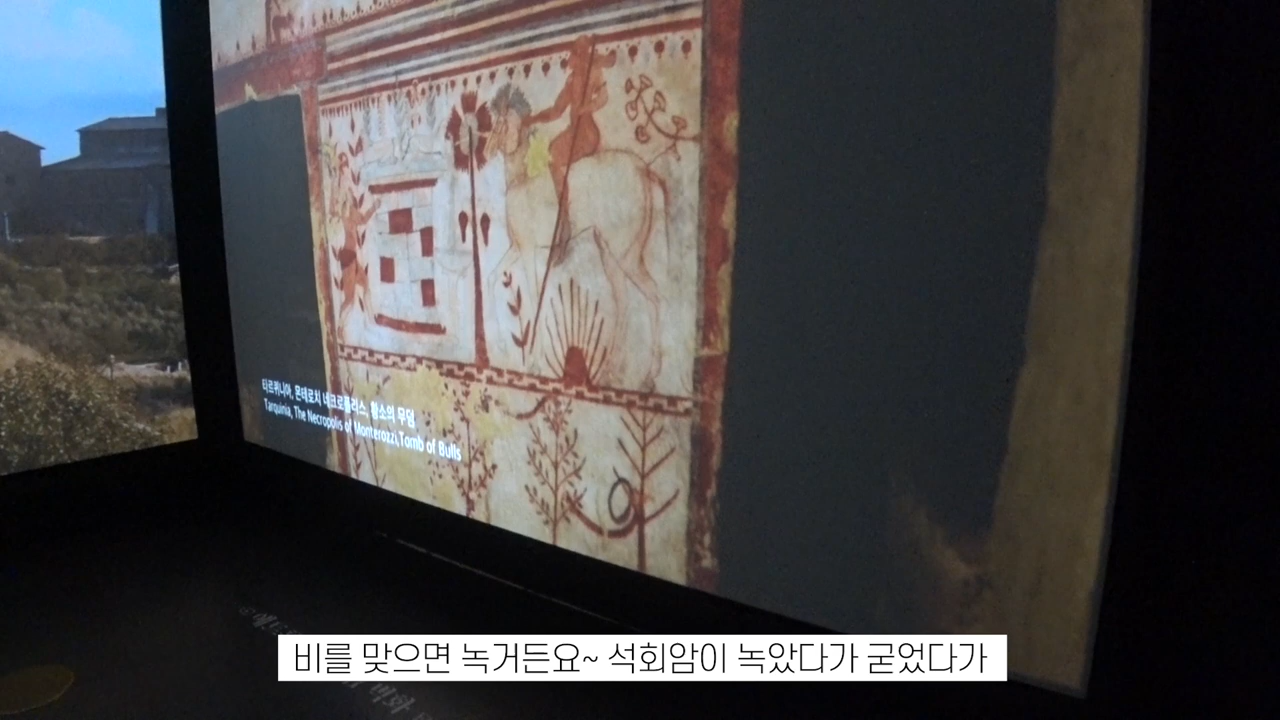 타르퀴니아, 몬테로치 네크로폴리스, 황소의 무덤
Tarquinia, The Necropolis of Monterozzi,Tomb of Bulls
비를 맞으면 녹거든요~ 석회암이 녹았다가 굳었다가